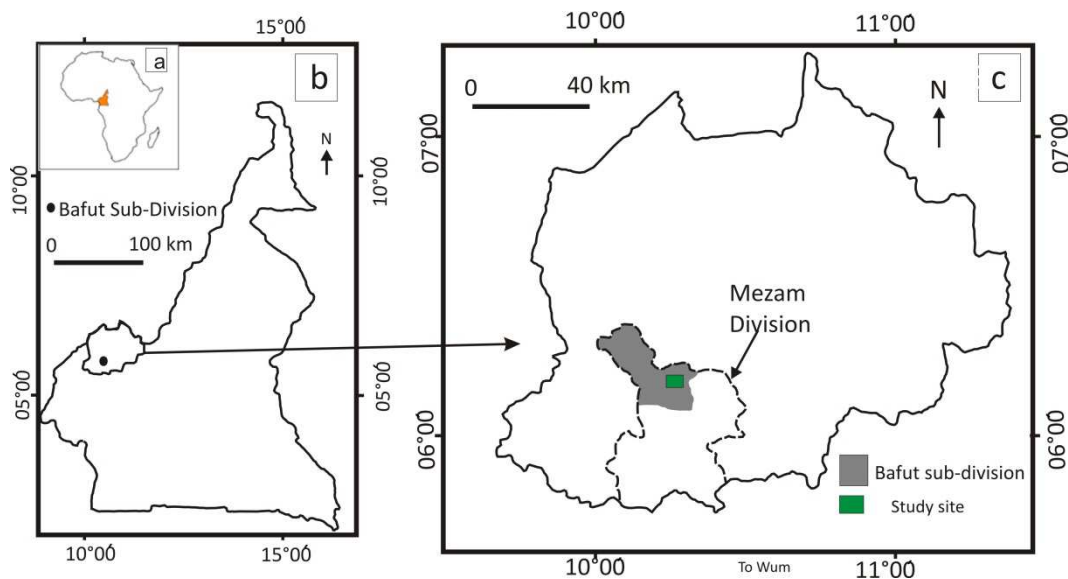 15°00'
10°00'
11°00'
a
b
0 40 km
c
N
N
07°00'
10°00'
10°00'
Bafut Sub-Division
0 100 km
Mezam
Division
05°00'
05°00'
06°00'
06°00'
07°00'
Bafut sub-division
Study site
10°00'
15°00'
10°00'
To Wum
11°00'